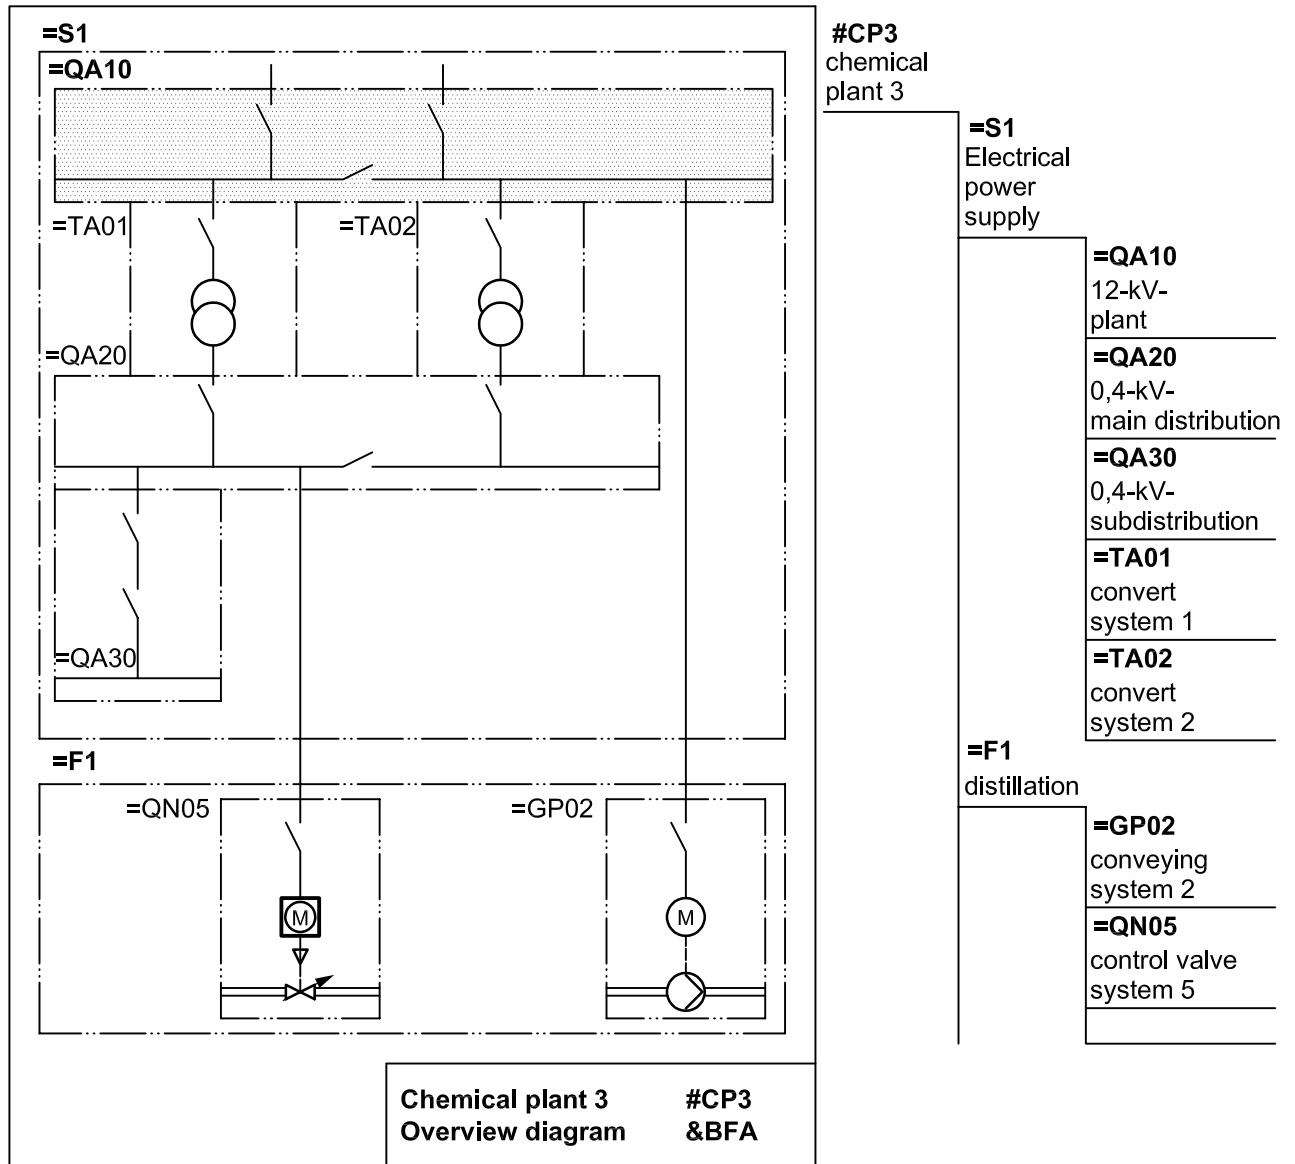 =S1
=QA10
=TA01
=TA02
=QA20
=QA30
=F1
=QN05
=GP02
M
M
Chemical plant 3 #CP3
Overview diagram &BFA
#CP3
chemical
plant 3
=S1
Electrical
power
supply
=QA10
12-kV-
plant
=QA20
0,4-kV-
main distribution
=QA30
0,4-kV-
subdistribution
=TA01
convert
system 1
=TA02
convert
system 2
=F1
distillation
=GP02
conveying
system 2
=QN05
control valve
system 5